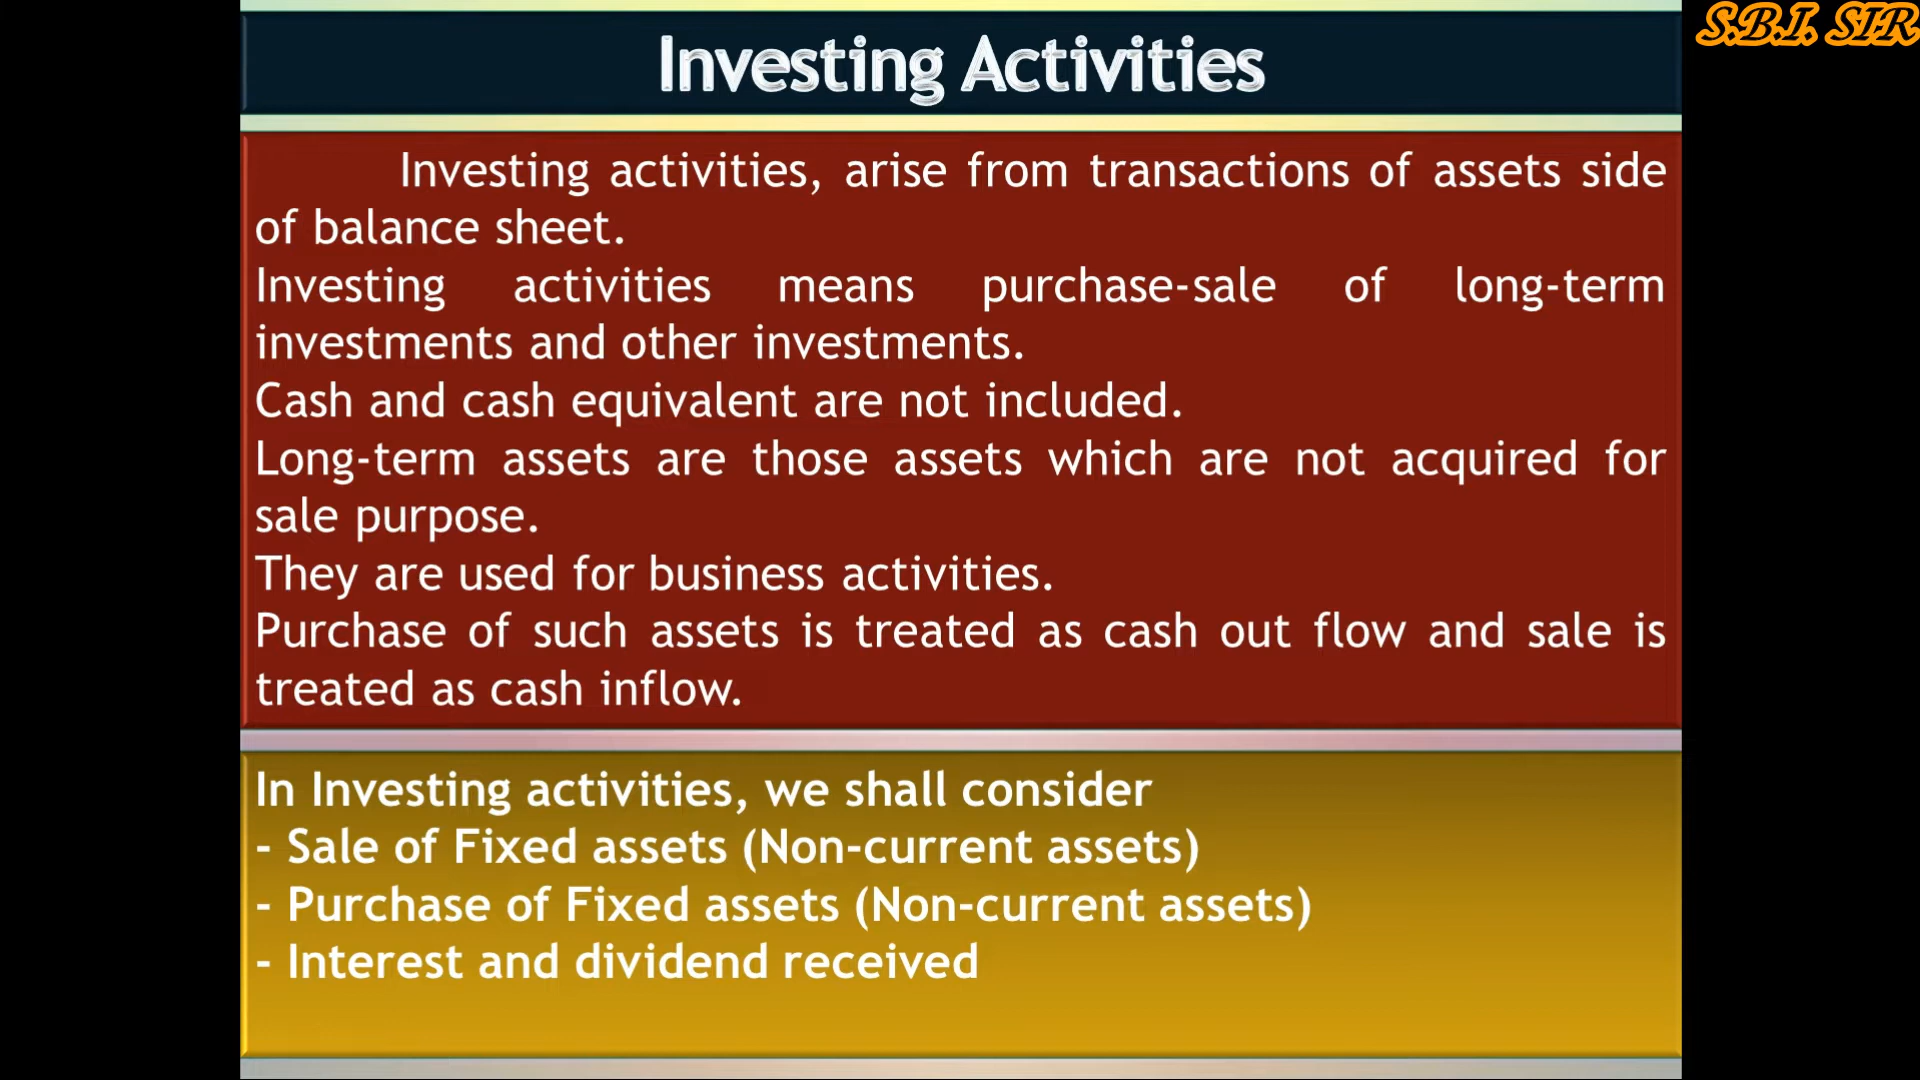 Investing Activities
S.B.I. SIR
Investing activities, arise from transactions of assets side
of balance sheet.
Investing activities means purchase-sale of long-term
investments and other investments.
Cash and cash equivalent are not included.
Long-term assets are those assets which are not acquired for
sale purpose.
They are used for business activities.
Purchase of such assets is treated as cash out flow and sale is
treated as cash inflow.
In Investing activities, we shall consider
- Sale of Fixed assets (Non-current assets)
- Purchase of Fixed assets (Non-current assets)
- Interest and dividend received